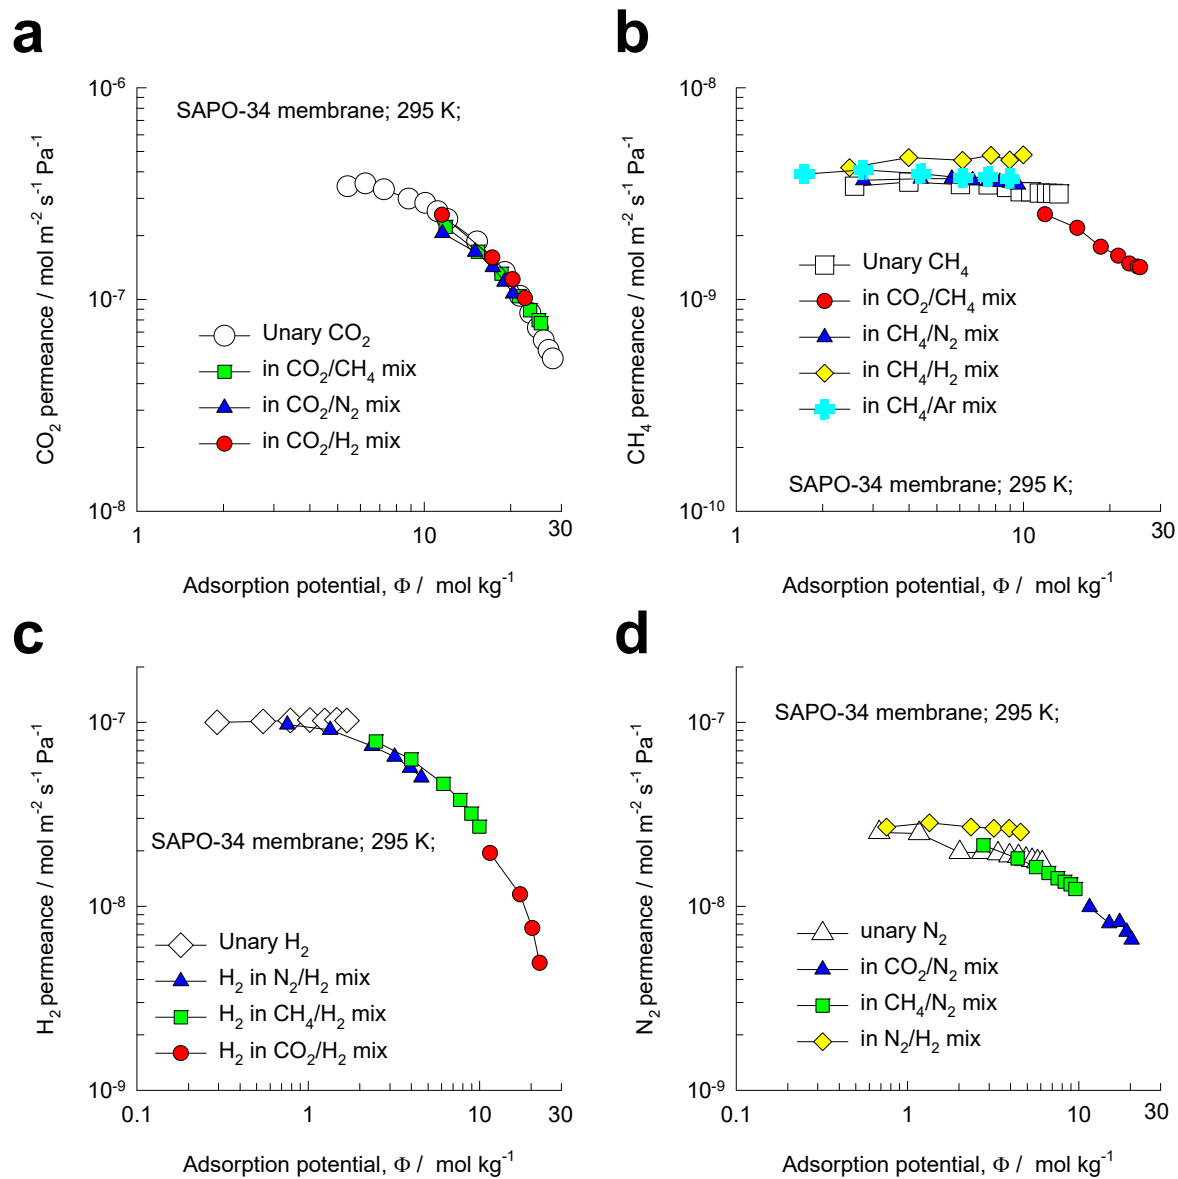 a
10⁻⁶
SAPO-34 membrane; 295 K;
CO₂ permeance / mol m⁻² s⁻¹ Pa⁻¹
10⁻⁷
Unary CO₂
in CO₂/CH₄ mix
in CO₂/N₂ mix
in CO₂/H₂ mix
10⁻⁸
1
10
30
Adsorption potential, Φ / mol kg⁻¹
b
10⁻⁸
CH₄ permeance / mol m⁻² s⁻¹ Pa⁻¹
10⁻⁹
Unary CH₄
in CO₂/CH₄ mix
in CH₄/N₂ mix
in CH₄/H₂ mix
in CH₄/Ar mix
SAPO-34 membrane; 295 K;
10⁻¹⁰
1
10
30
Adsorption potential, Φ / mol kg⁻¹
c
10⁻⁷
H₂ permeance / mol m⁻² s⁻¹ Pa⁻¹
SAPO-34 membrane; 295 K;
10⁻⁸
Unary H₂
H₂ in N₂/H₂ mix
H₂ in CH₄/H₂ mix
H₂ in CO₂/H₂ mix
10⁻⁹
0.1
1
10
30
Adsorption potential, Φ / mol kg⁻¹
d
SAPO-34 membrane; 295 K;
10⁻⁷
N₂ permeance / mol m⁻² s⁻¹ Pa⁻¹
10⁻⁸
unary N₂
in CO₂/N₂ mix
in CH₄/N₂ mix
in N₂/H₂ mix
10⁻⁹
0.1
1
10
30
Adsorption potential, Φ / mol kg⁻¹